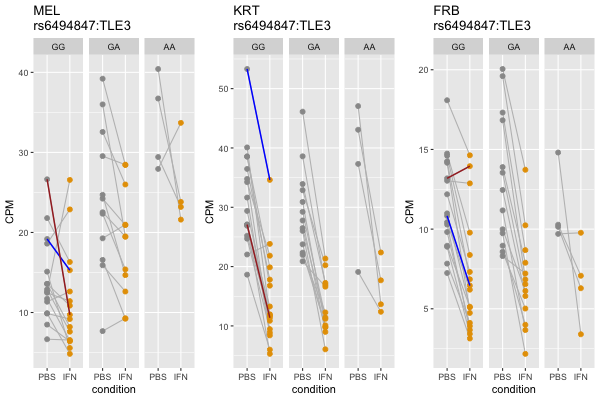 MEL
rs6494847:TLE3
GG GA AA
40
30
20
10
CPM
PBS IFN PBS IFN PBS IFN
condition
KRT
rs6494847:TLE3
GG GA AA
50
40
30
20
10
CPM
PBS IFN PBS IFN PBS IFN
condition
FRB
rs6494847:TLE3
GG GA AA
20
15
10
5
CPM
PBS IFN PBS IFN PBS IFN
condition